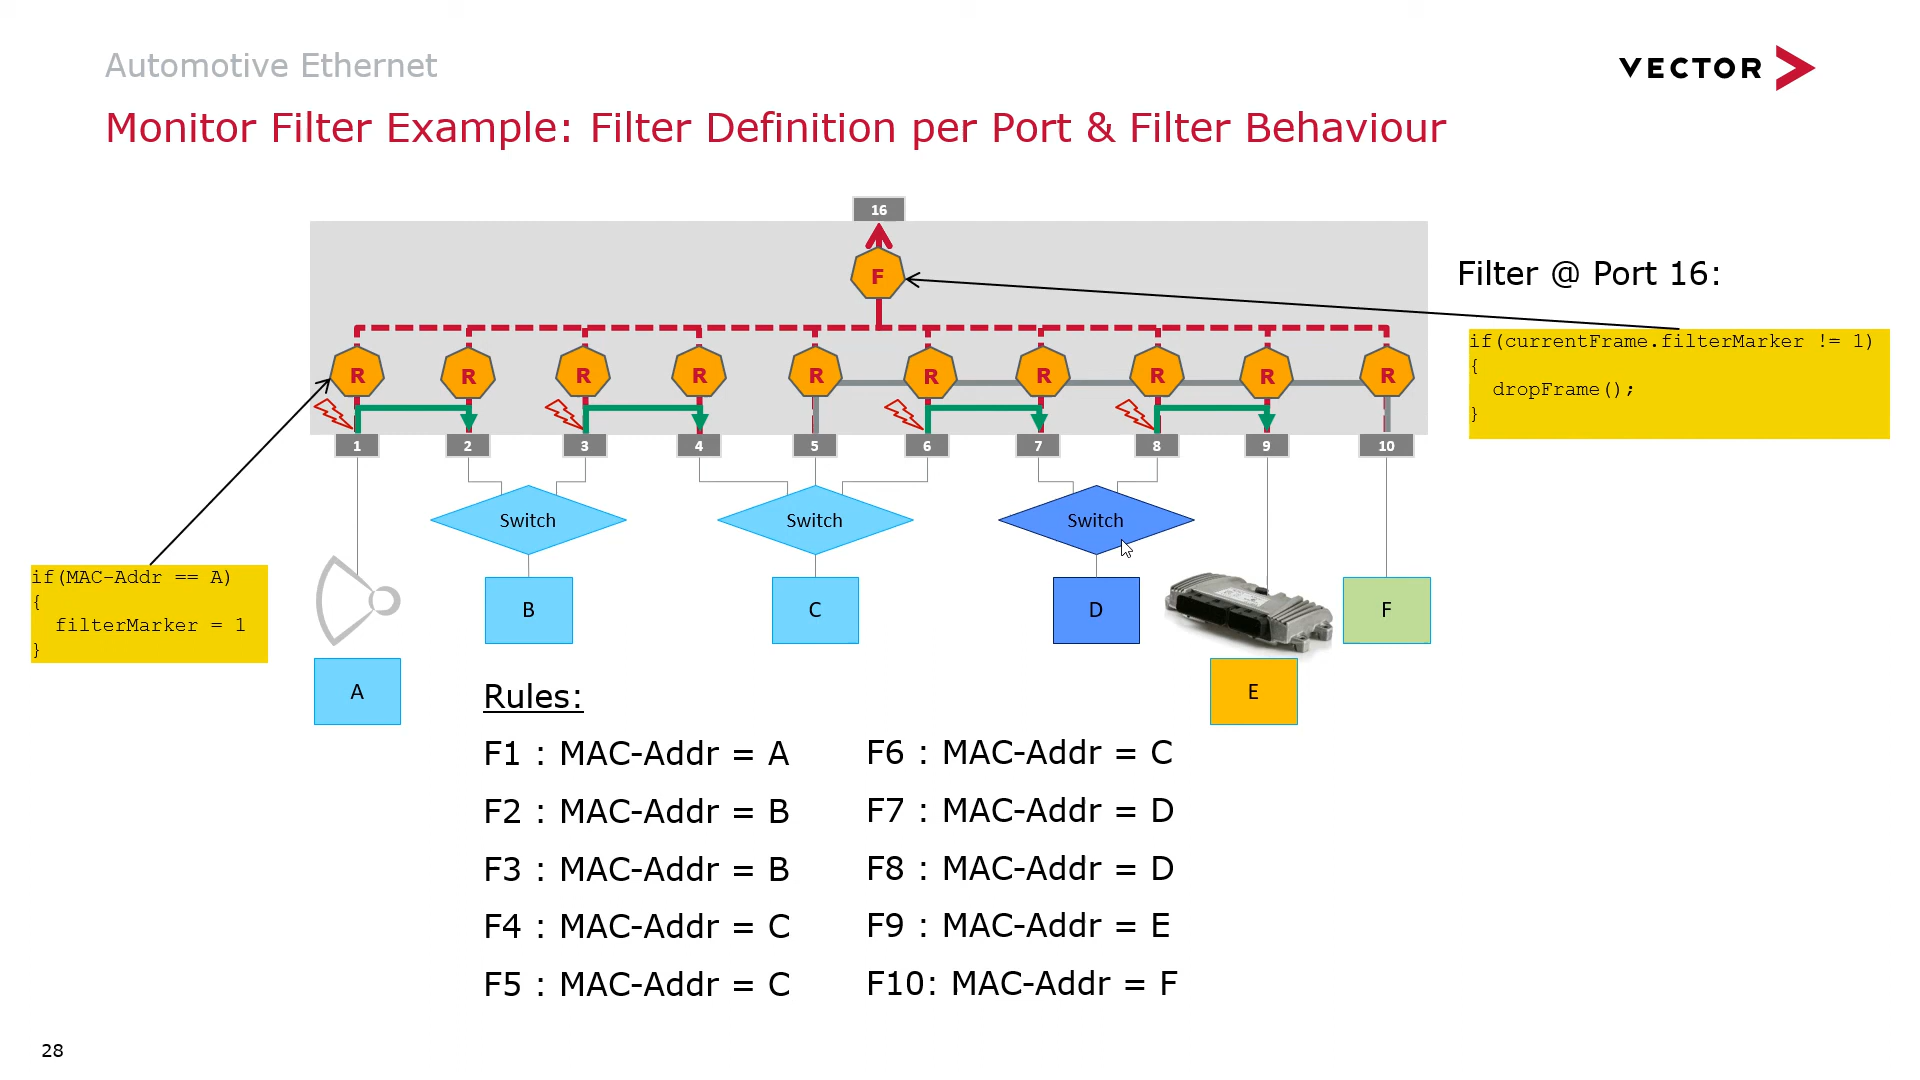 Automotive Ethernet
VECTOR
Monitor Filter Example: Filter Definition per Port & Filter Behaviour
16
F
Filter @ Port 16:
if(currentFrame.filterMarker != 1)
{
dropFrame();
}
R R R R R R R R R R
1 2 3 4 5 6 7 8 9 10
Switch Switch Switch
if(MAC-Addr == A)
{
filterMarker = 1
}
B C D F
A E
Rules:
F1 : MAC-Addr = A
F2 : MAC-Addr = B
F3 : MAC-Addr = B
F4 : MAC-Addr = C
F5 : MAC-Addr = C
F6 : MAC-Addr = C
F7 : MAC-Addr = D
F8 : MAC-Addr = D
F9 : MAC-Addr = E
F10: MAC-Addr = F
28